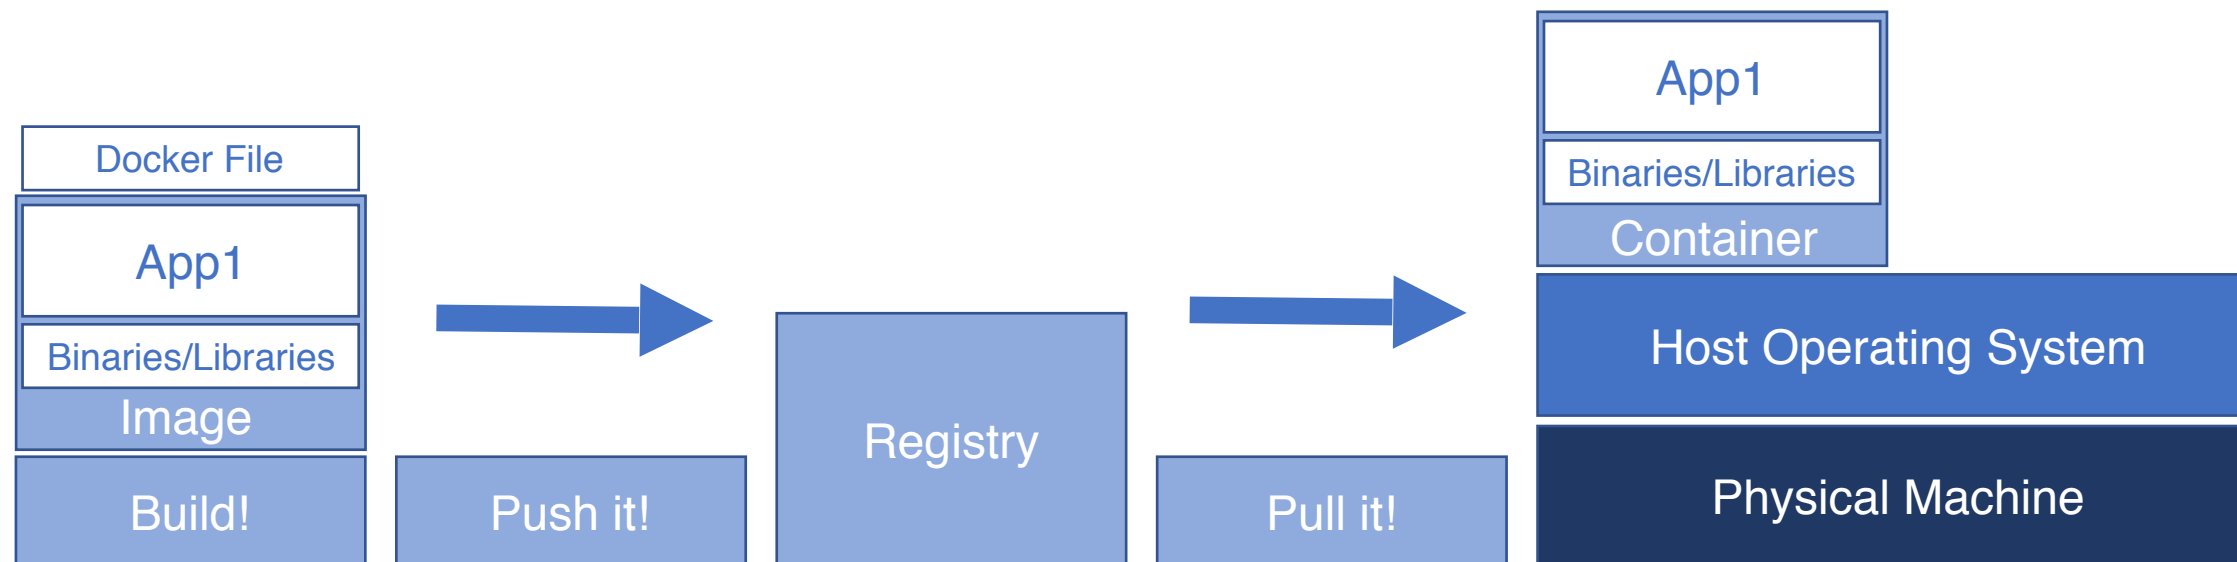 Docker File
App1
Binaries/Libraries
Image
Build!
Push it!
Registry
Pull it!
App1
Binaries/Libraries
Container
Host Operating System
Physical Machine